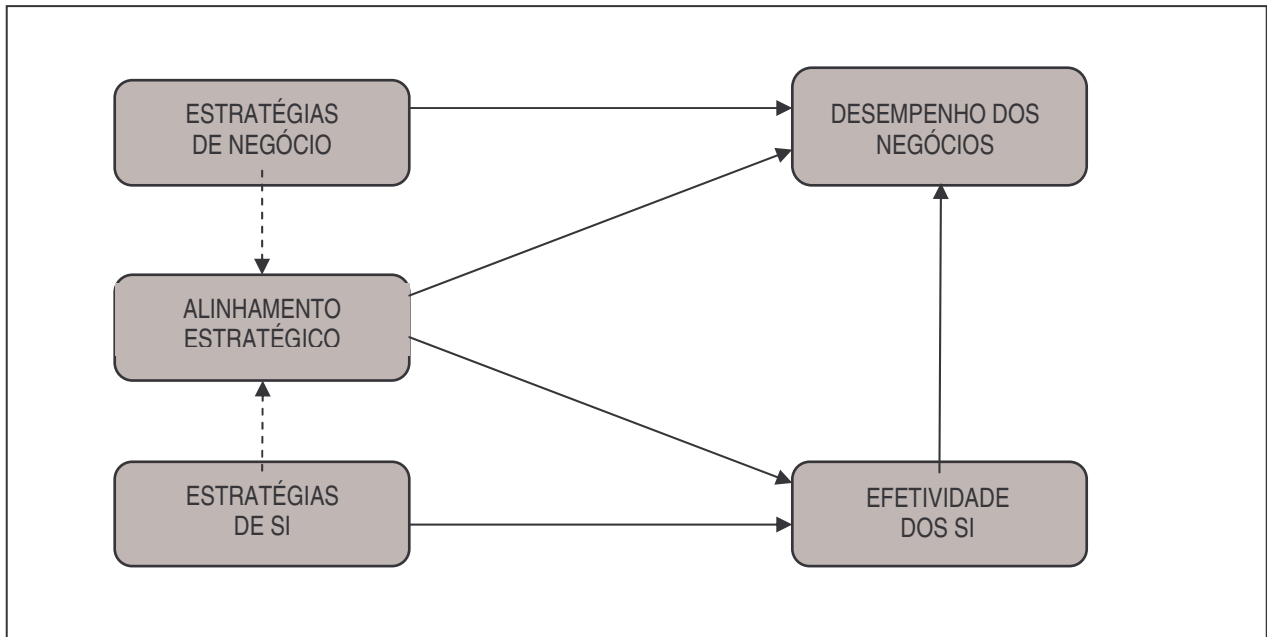 ESTRATÉGIAS
DE NEGÓCIO
DESEMPENHO DOS
NEGÓCIOS
ALINHAMENTO
ESTRATÉGICO
ESTRATÉGIAS
DE SI
EFETIVIDADE
DOS SI